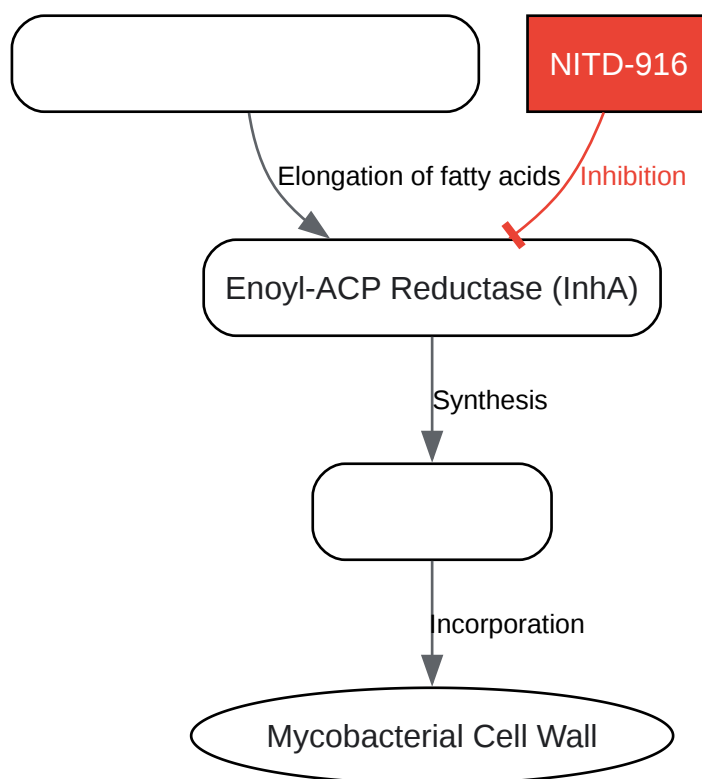 NITD-916
Elongation of fatty acids
Inhibition
Enoyl-ACP Reductase (InhA)
Synthesis
Incorporation
Mycobacterial Cell Wall